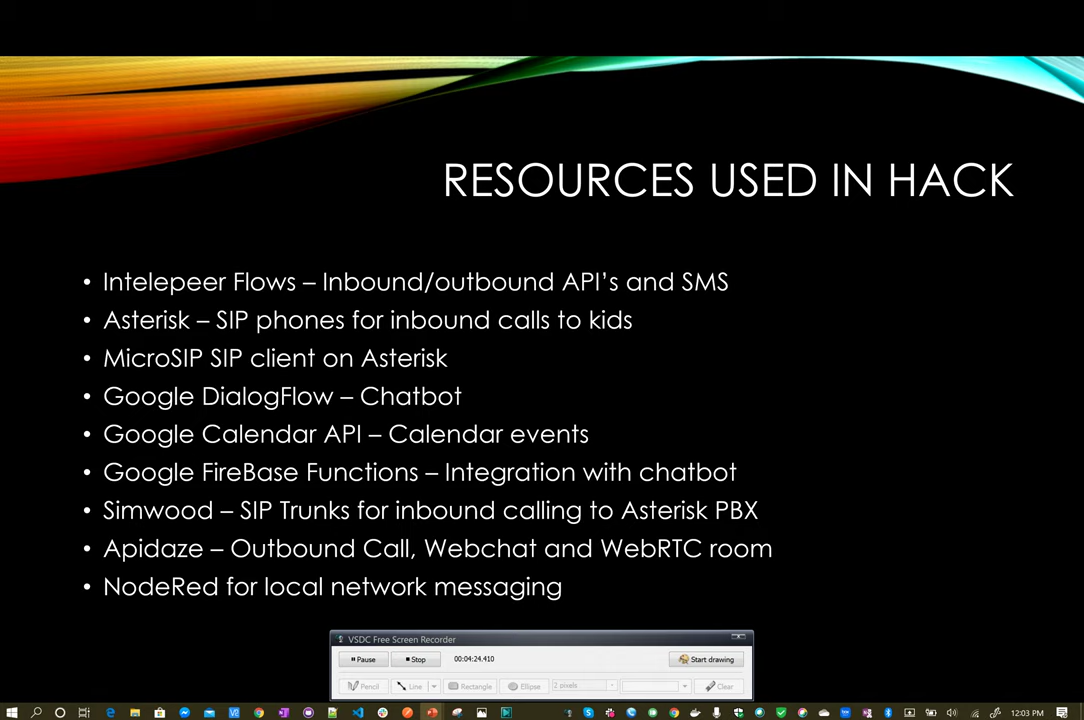 RESOURCES USED IN HACK
• Intelepeer Flows – Inbound/outbound API’s and SMS
• Asterisk – SIP phones for inbound calls to kids
• MicroSIP SIP client on Asterisk
• Google DialogFlow – Chatbot
• Google Calendar API – Calendar events
• Google FireBase Functions – Integration with chatbot
• Simwood – SIP Trunks for inbound calling to Asterisk PBX
• Apidaze – Outbound Call, Webchat and WebRTC room
• NodeRed for local network messaging
VSDC Free Screen Recorder
Pause Stop 00:04:24.410 Start drawing
Pencil Line Rectangle Ellipse 2 pixels Clear
12:03 PM